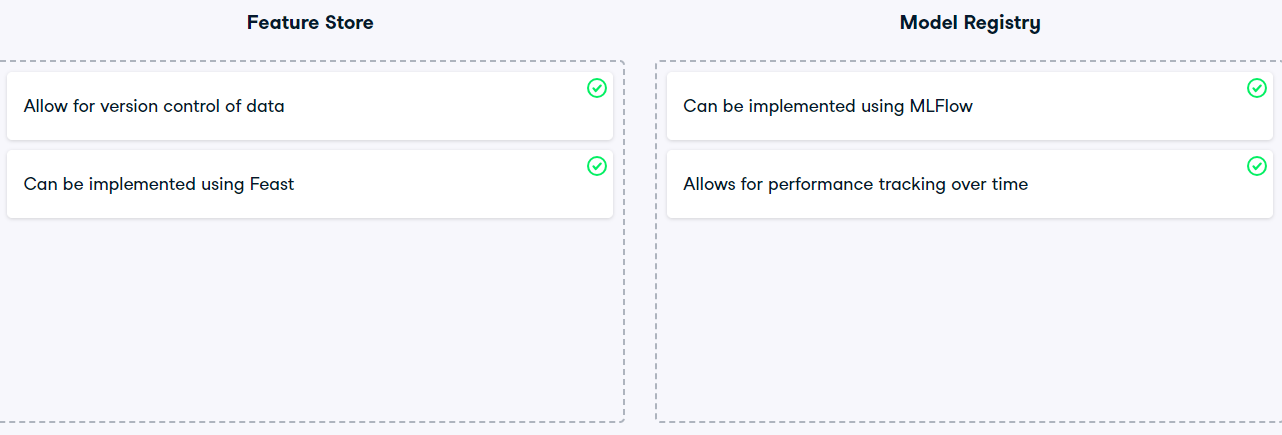 Feature Store
Model Registry
Allow for version control of data
Can be implemented using MLFlow
Can be implemented using Feast
Allows for performance tracking over time